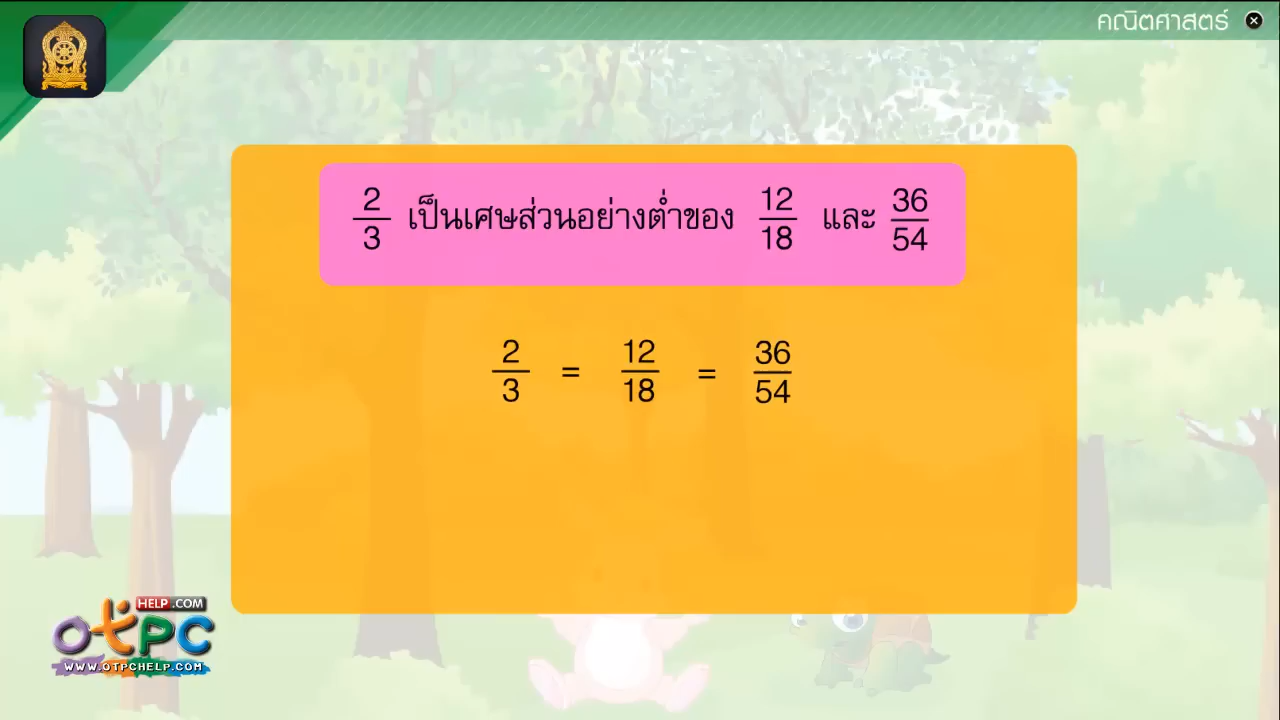 คณิตศาสตร์
2/3 เป็นเศษส่วนอย่างต่ำของ 12/18 และ 36/54
2/3 = 12/18 = 36/54
HELP.COM
OTPC
WWW.OTPCHELP.COM